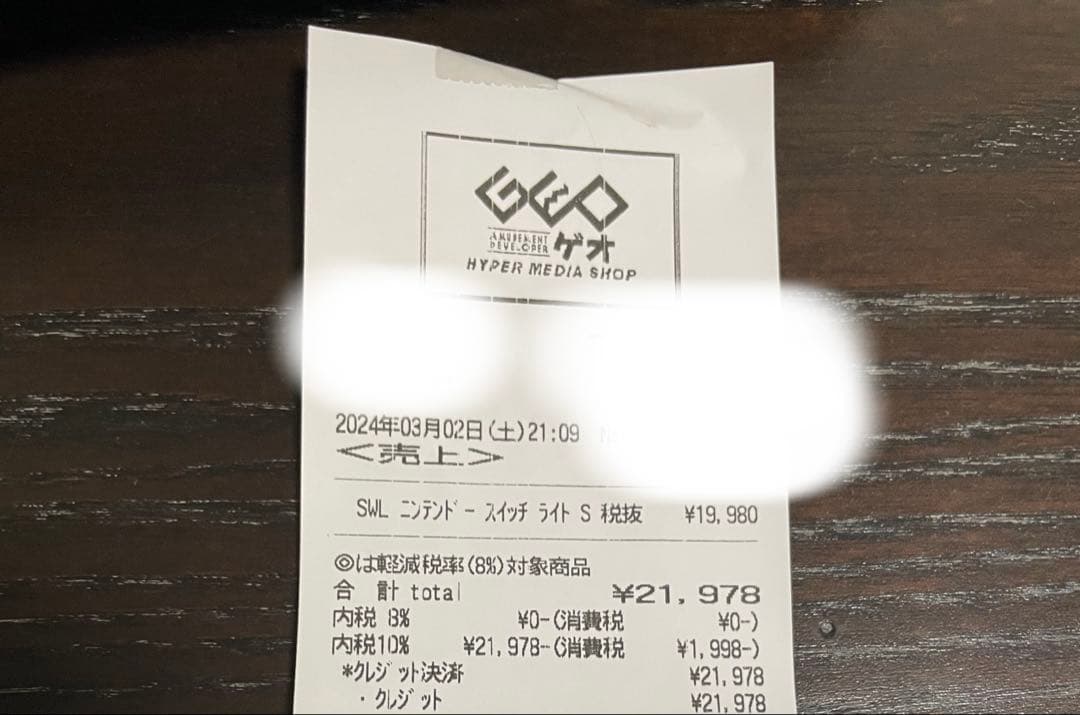 GEO
AMUSEMENT
DEVELOPER ゲオ
HYPER MEDIA SHOP
2024年03月02日(土)21:09
<売上>
SWL ニンテンドー スイッチ ライト S 税抜 ¥19,980
◎は軽減税率(8%)対象商品
合 計 total ¥21,978
内税 8% ¥0-(消費税 ¥0-)
内税10% ¥21,978-(消費税 ¥1,998-)
*クレジット決済 ¥21,978
・クレジット ¥21,978